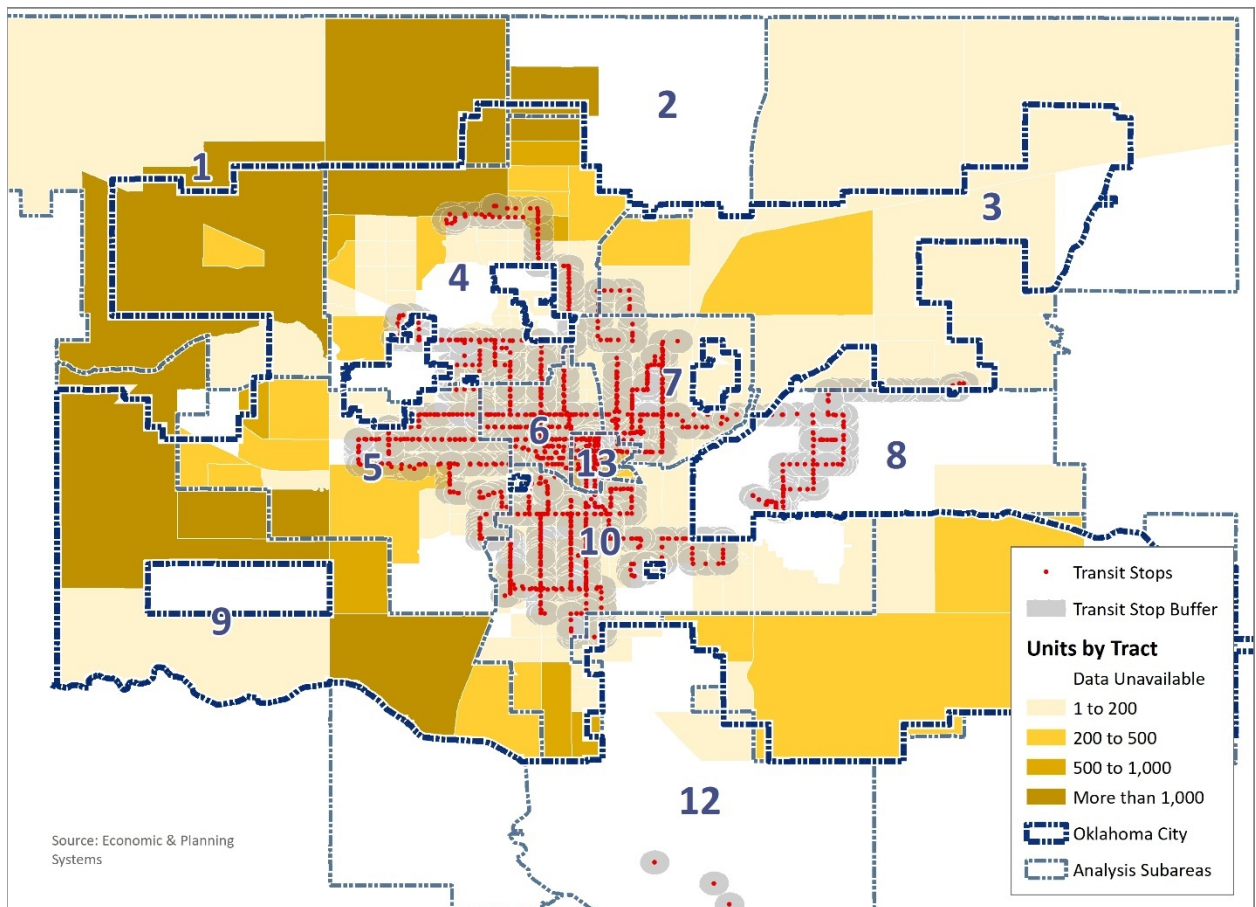 2
1
3
4
7
6
13
8
5
10
9
12
Transit Stops
Transit Stop Buffer
Units by Tract
Data Unavailable
1 to 200
200 to 500
500 to 1,000
More than 1,000
Oklahoma City
Analysis Subareas
Source: Economic & Planning
Systems